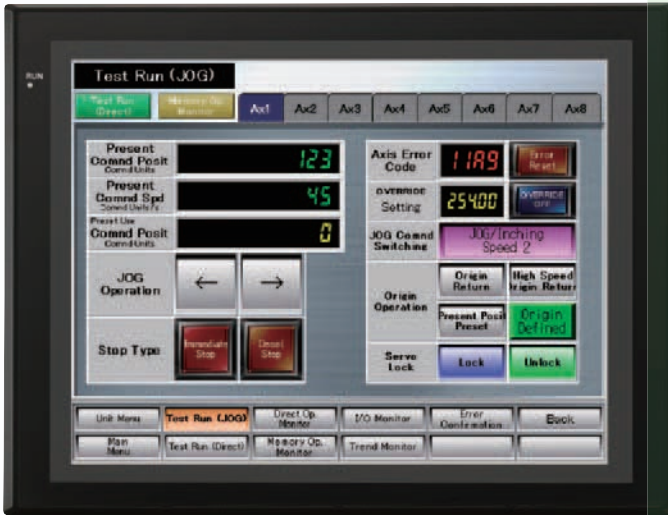 RUN
Test Run (JOG)
Test Run
(Direct)
Memory Op.
Monitor
Ax1
Ax2
Ax3
Ax4
Ax5
Ax6
Ax7
Ax8
Present
Comnd Posit
Comnd Units
123
Present
Comnd Spd
Comnd Units/s
45
Preset Use
Comnd Posit
Comnd Units
0
JOG
Operation
←
→
Stop Type
Immediate
Stop
Decel
Stop
Axis Error
Code
11A9
Error
Reset
OVERRIDE
Setting
254.00
OVERRIDE
OFF
JOG Comnd
Switching
JOG/Inching
Speed 2
Origin
Operation
Origin
Return
High Speed
Origin Return
Present Posit
Preset
Origin
Defined
Servo
Lock
Lock
Unlock
Unit Menu
Test Run (JOG)
Direct Op.
Monitor
I/O Monitor
Error
Confirmation
Back
Main
Menu
Test Run (Direct)
Memory Op.
Monitor
Trend Monitor